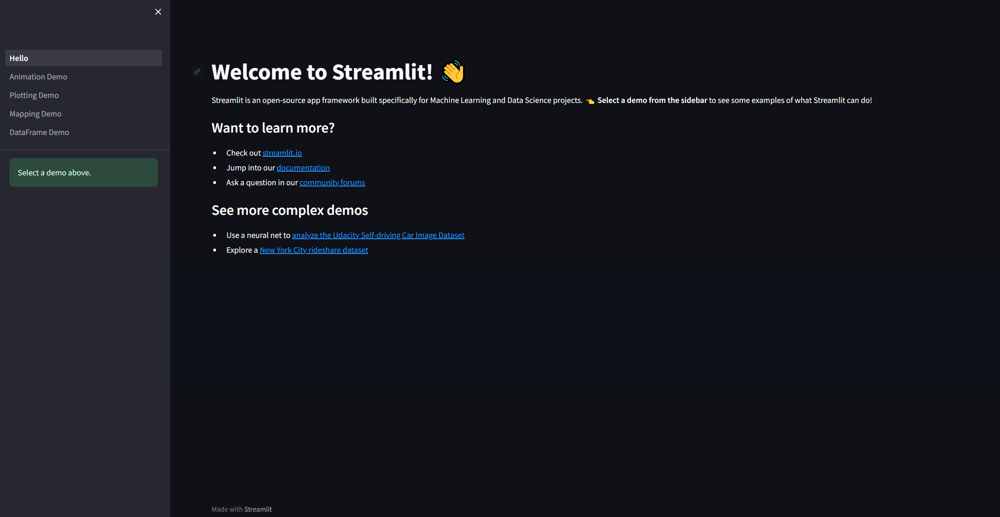 Hello
Animation Demo
Plotting Demo
Mapping Demo
DataFrame Demo
Select a demo above.
Welcome to Streamlit! 👋
Streamlit is an open-source app framework built specifically for Machine Learning and Data Science projects. 👈 Select a demo from the sidebar to see some examples of what Streamlit can do!
Want to learn more?
• Check out streamlit.io
• Jump into our documentation
• Ask a question in our community forums
See more complex demos
• Use a neural net to analyze the Udacity Self-driving Car Image Dataset
• Explore a New York City rideshare dataset
Made with Streamlit